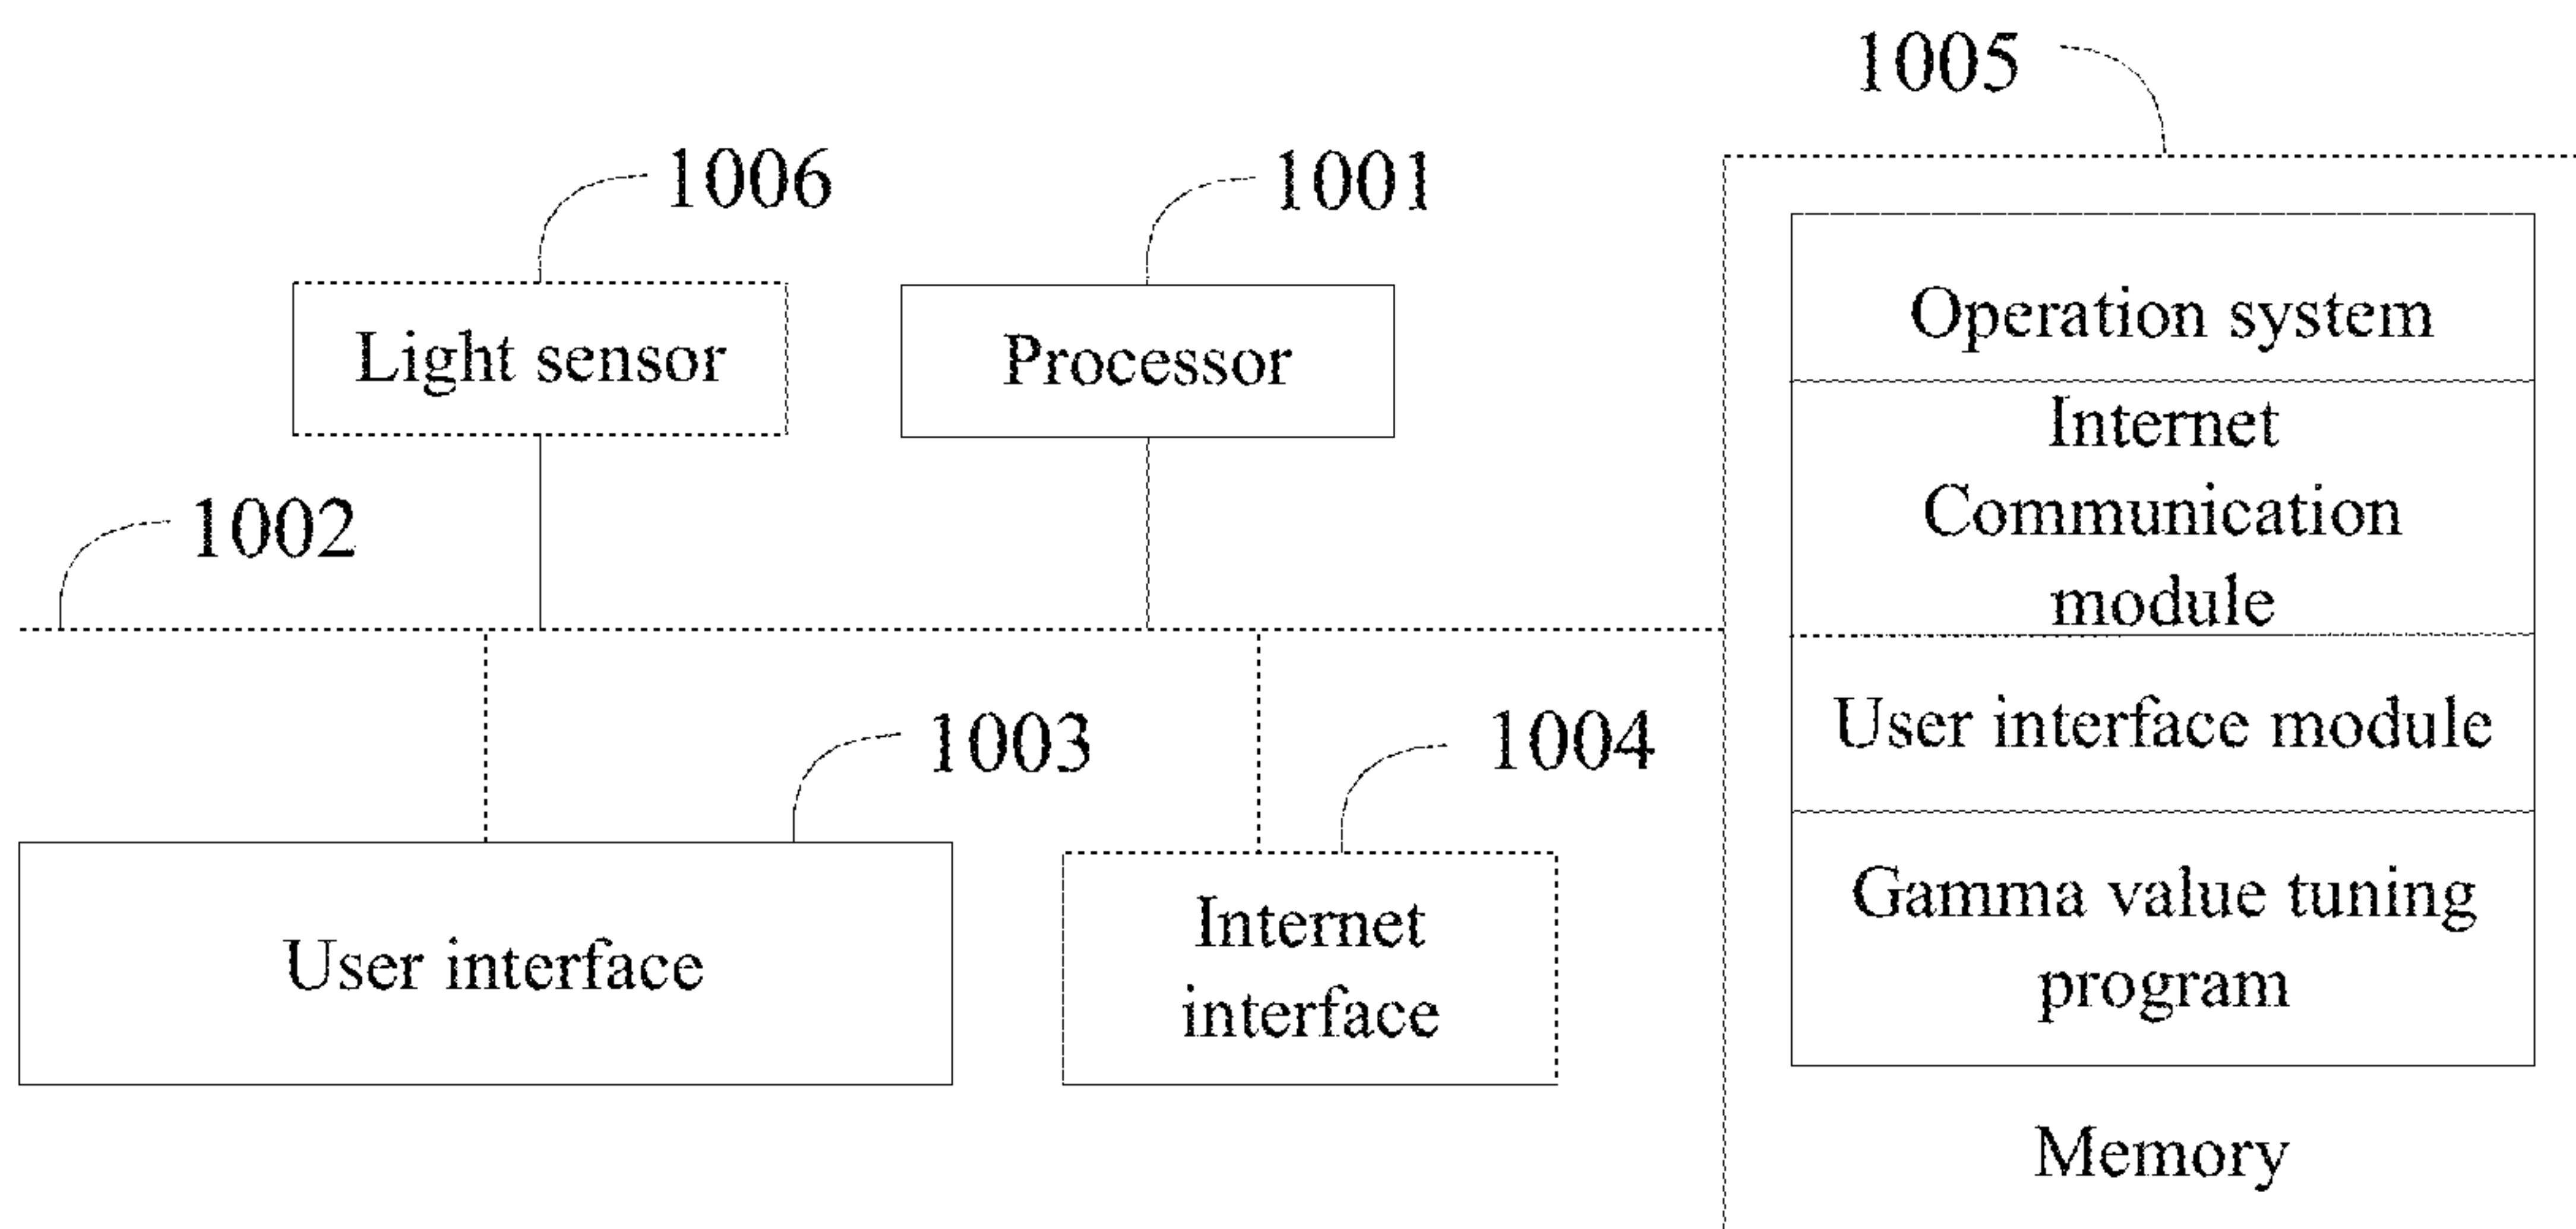 1005
1006
1001
Light sensor
Processor
1002
1003
1004
User interface
Internet
interface
Operation system
Internet
Communication
module
User interface module
Gamma value tuning
program
Memory